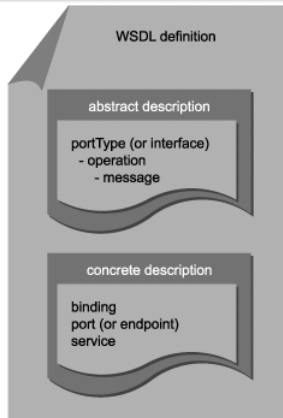 WSDL definition
abstract description
portType (or interface)
- operation
- message
concrete description
binding
port (or endpoint)
service